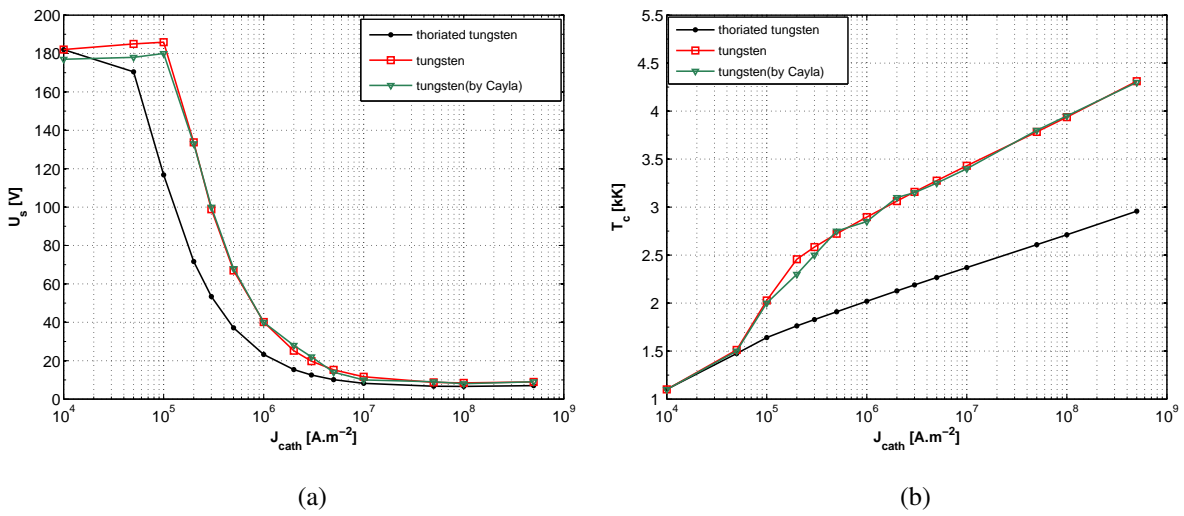 thoriated tungsten
tungsten
tungsten(by Cayla)
U_s [V]
200
180
160
140
120
100
80
60
40
20
0
10^4 10^5 10^6 10^7 10^8 10^9
J_cath [A.m^−2]
(a)
thoriated tungsten
tungsten
tungsten(by Cayla)
T_c [kK]
5.5
5
4.5
4
3.5
3
2.5
2
1.5
1
10^4 10^5 10^6 10^7 10^8 10^9
J_cath [A.m^−2]
(b)